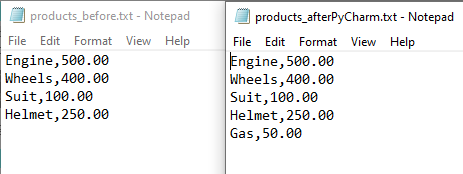 products_before.txt - Notepad
File Edit Format View Help
Engine,500.00
Wheels,400.00
Suit,100.00
Helmet,250.00
products_afterPyCharm.txt - Notepad
File Edit Format View Help
Engine,500.00
Wheels,400.00
Suit,100.00
Helmet,250.00
Gas,50.00